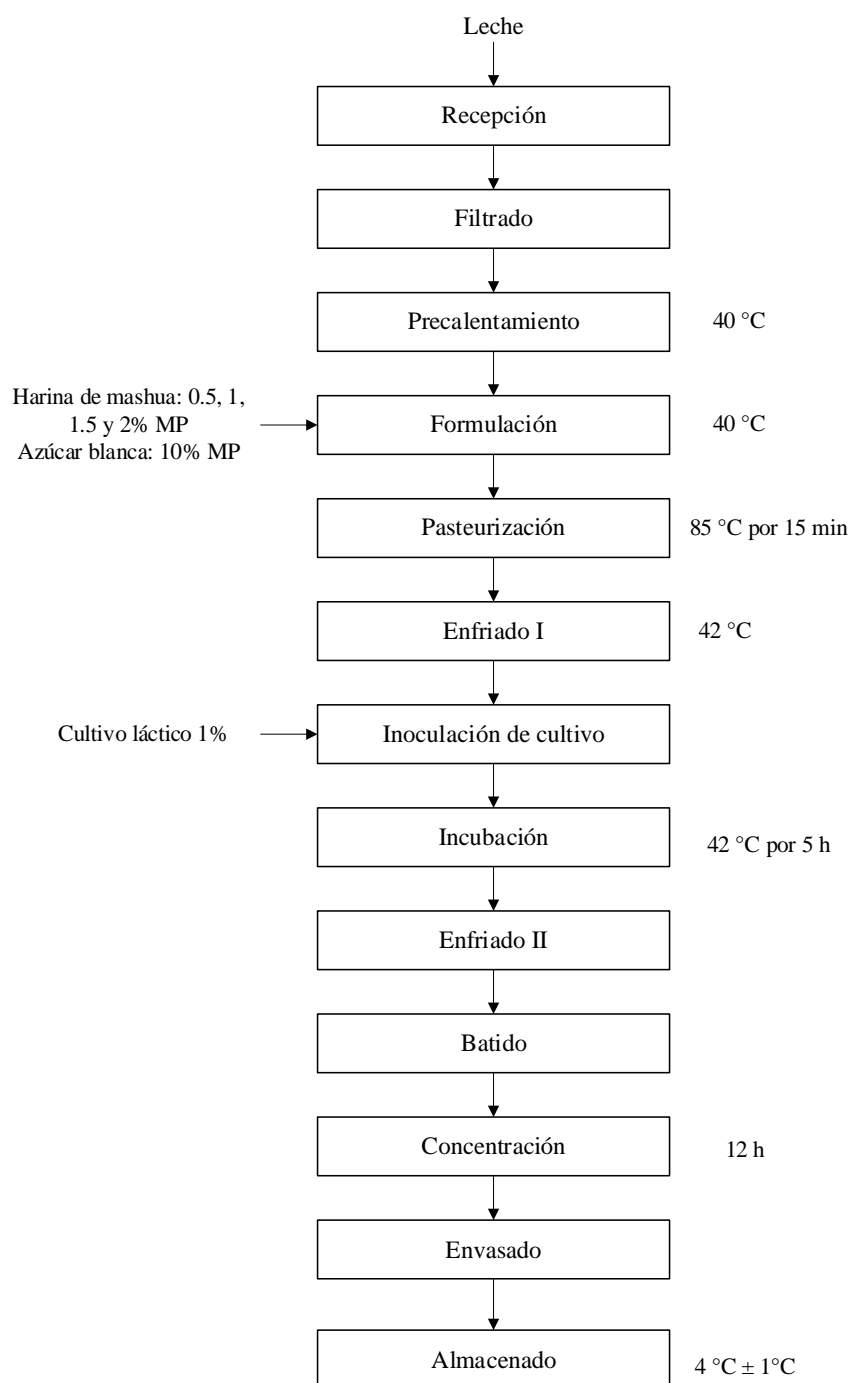 Leche
Recepción
Filtrado
Precalentamiento
40 °C
Harina de mashua: 0.5, 1,
1.5 y 2% MP
Azúcar blanca: 10% MP
Formulación
40 °C
Pasteurización
85 °C por 15 min
Enfriado I
42 °C
Cultivo láctico 1%
Inoculación de cultivo
Incubación
42 °C por 5 h
Enfriado II
Batido
Concentración
12 h
Envasado
Almacenado
4 °C ± 1°C